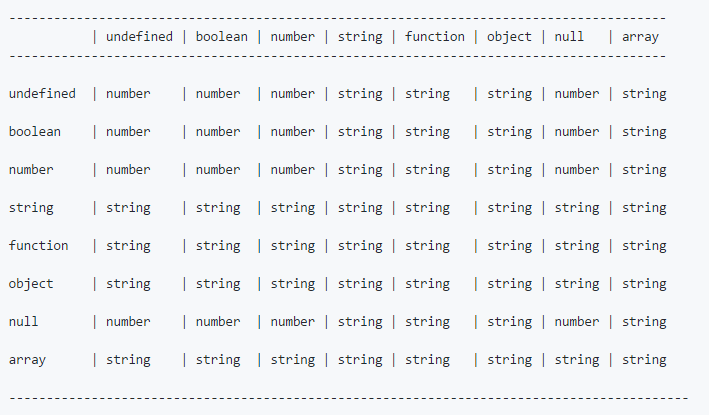 ----------------------------------------------------------------------------------------
           | undefined | boolean | number | string | function | object | null   | array
----------------------------------------------------------------------------------------
undefined  | number    | number  | number | string | string   | string | number | string
boolean    | number    | number  | number | string | string   | string | number | string
number     | number    | number  | number | string | string   | string | number | string
string     | string    | string  | string | string | string   | string | string | string
function   | string    | string  | string | string | string   | string | string | string
object     | string    | string  | string | string | string   | string | string | string
null       | number    | number  | number | string | string   | string | number | string
array      | string    | string  | string | string | string   | string | string | string
-------------------------------------------------------------------------------------------